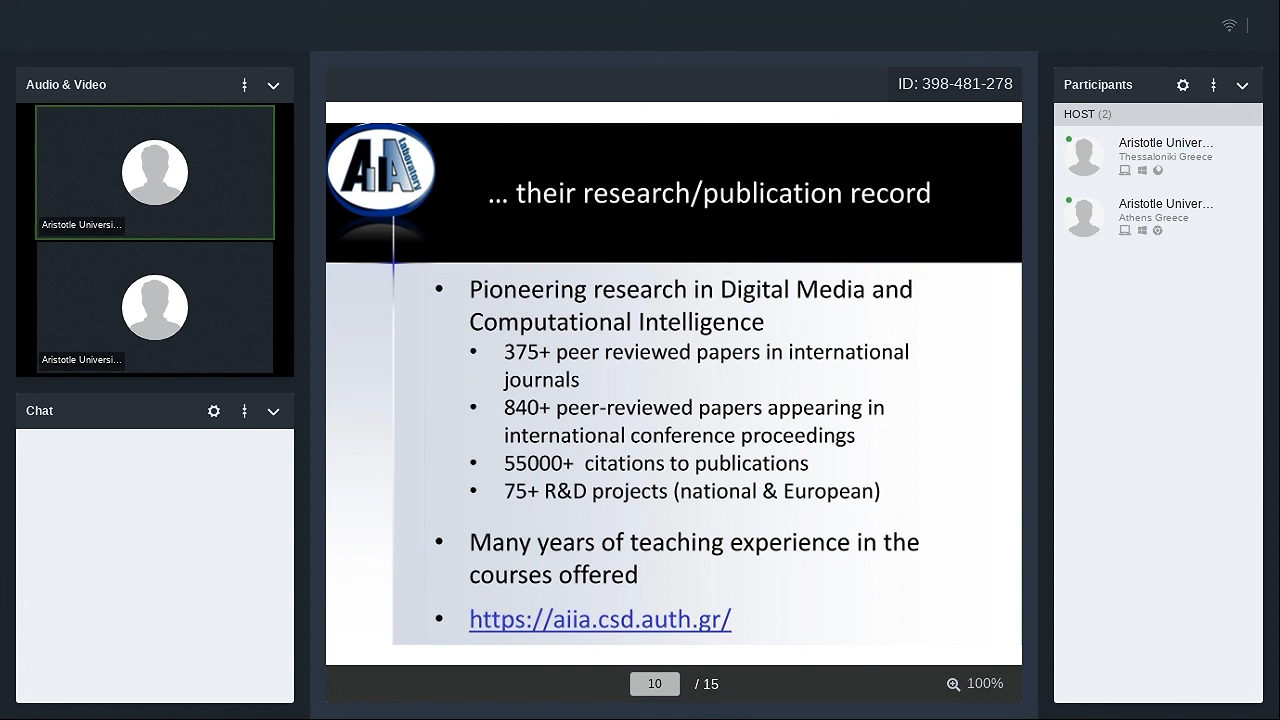 Audio & Video
Aristotle Universi...
Aristotle Universi...
Chat
ID: 398-481-278
AIIA
Laboratory
... their research/publication record
• Pioneering research in Digital Media and
Computational Intelligence
• 375+ peer reviewed papers in international
journals
• 840+ peer-reviewed papers appearing in
international conference proceedings
• 55000+ citations to publications
• 75+ R&D projects (national & European)
• Many years of teaching experience in the
courses offered
• https://aiia.csd.auth.gr/
10 / 15
100%
Participants
HOST (2)
Aristotle Univer...
Thessaloniki Greece
Aristotle Univer...
Athens Greece